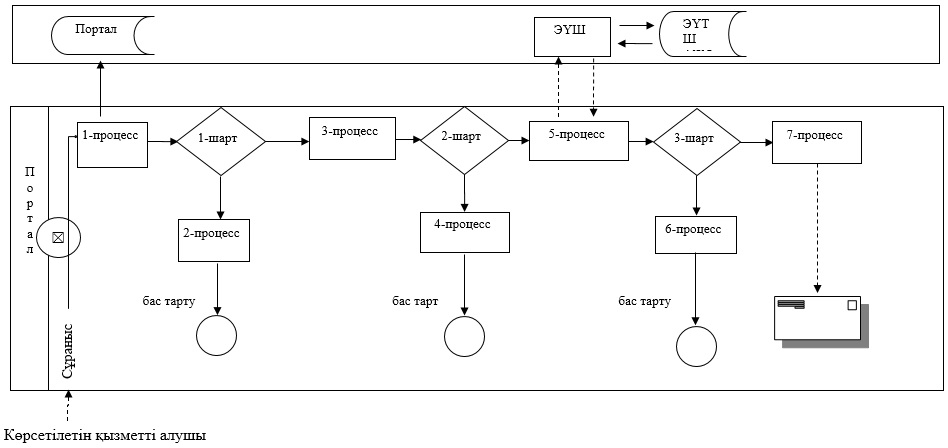 Портал
ЭҮШ
ЭҮТ
Ш
1-процесс
1-шарт
3-процесс
2-шарт
5-процесс
3-шарт
7-процесс
Портал
2-процесс
4-процесс
6-процесс
бас тарту
бас тарт
бас тарту
Сұраныс
Көрсетілетін қызметті алушы